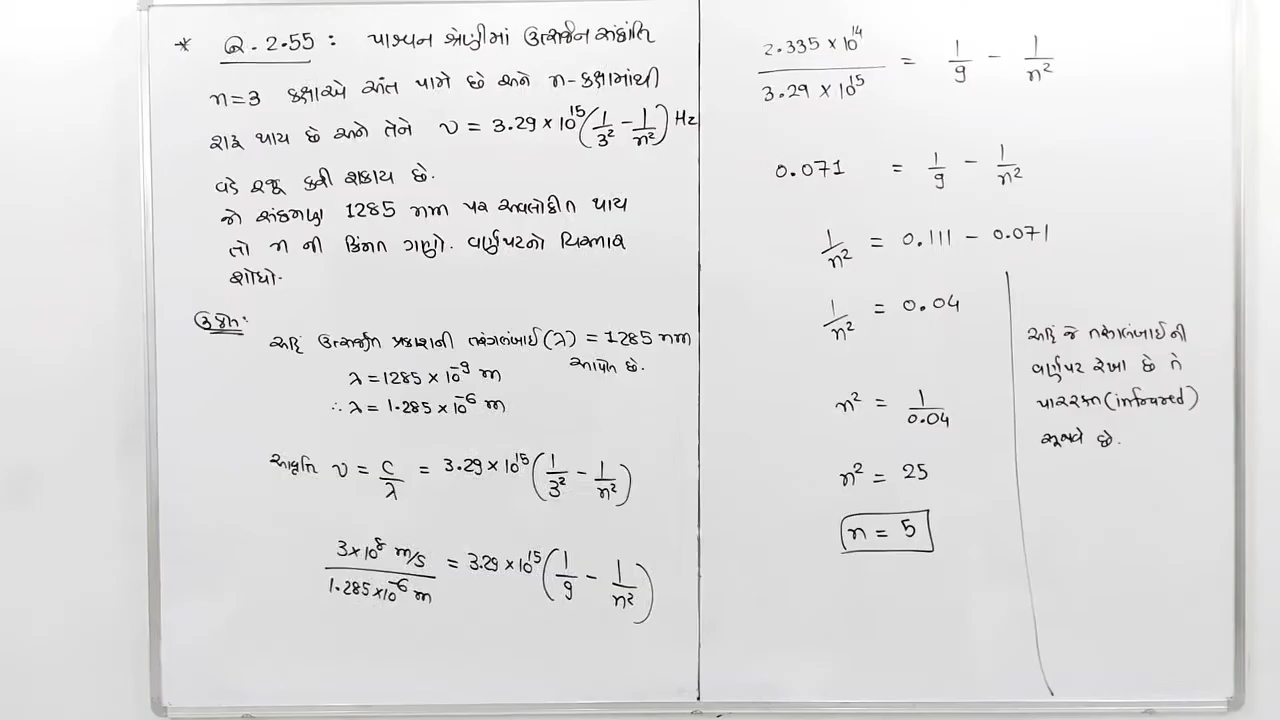 * Q. 2.55 : પાશ્ચન શ્રેણીમાં ઉત્સર્જન સંક્રાંતિ
n=3 કક્ષાએ અંત પામે છે અને n-કક્ષામાંથી
શરૂ થાય છે અને તેને ν = 3.29 × 10^15 (1/3² − 1/n²) Hz
વડે રજૂ કરી શકાય છે.
જો સંક્રમણ 1285 nm પર અવલોકીત થાય
તો n ની કિંમત ગણો. વર્ણપટનો વિસ્તાર
શોધો.
ઉકેલ:
અહિં ઉત્સર્જીત પ્રકાશની તરંગલંબાઈ (λ) = 1285 nm
આપેલ છે.
λ = 1285 × 10^-9 m
∴ λ = 1.285 × 10^-6 m
આવૃત્તિ ν = c/λ = 3.29 × 10^15 (1/3² − 1/n²)
3×10^8 m/s / 1.285×10^-6 m = 3.29 × 10^15 (1/9 − 1/n²)
2.335 × 10^14 / 3.29 × 10^15 = 1/9 − 1/n²
0.071 = 1/9 − 1/n²
1/n² = 0.111 − 0.071
1/n² = 0.04
n² = 1/0.04
n² = 25
n = 5
અહિં જે તરંગલંબાઈની
વર્ણપટ રેખા છે તે
પારરક્ત (infrared)
સૂચવે છે.